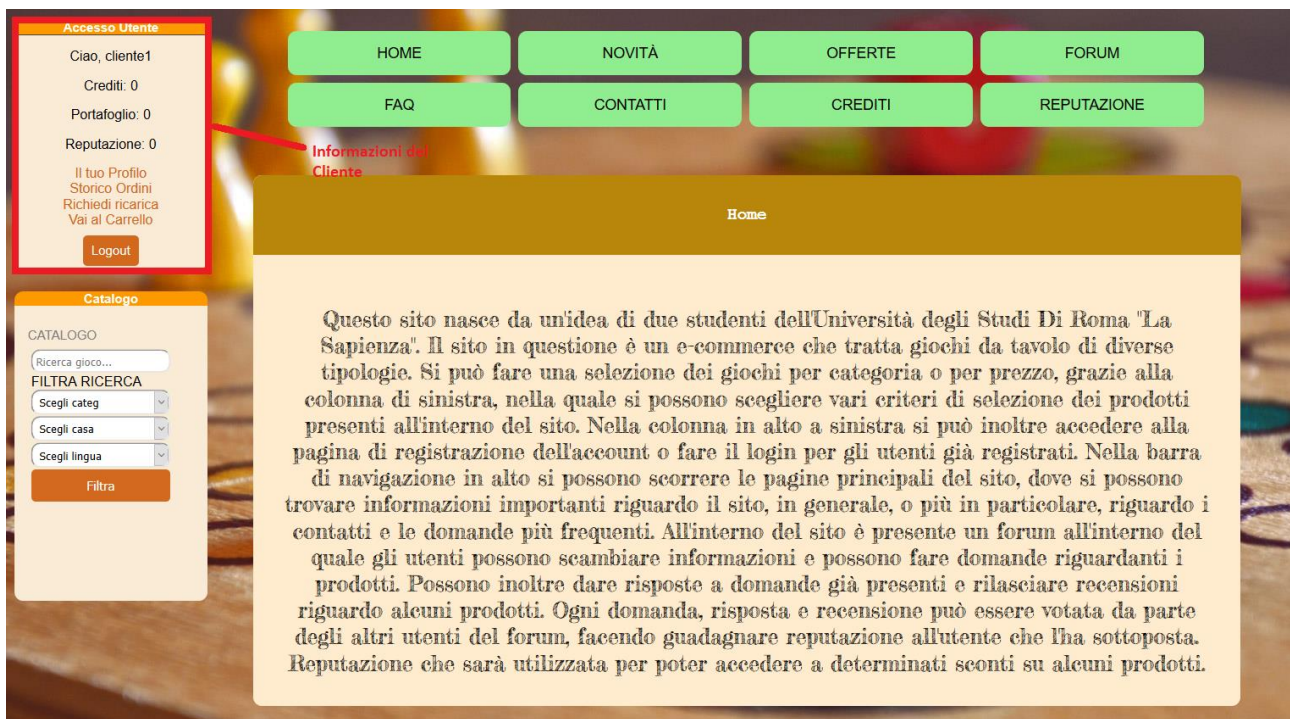 Accesso Utente
Ciao, cliente1
Crediti: 0
Portafoglio: 0
Reputazione: 0
Il tuo Profilo
Storico Ordini
Richiedi ricarica
Vai al Carrello
Logout
HOME
NOVITÀ
OFFERTE
FORUM
FAQ
CONTATTI
CREDITI
REPUTAZIONE
Informazioni del
Cliente
Catalogo
CATALOGO
Ricerca gioco...
FILTRA RICERCA
Scegli categ
Scegli casa
Scegli lingua
Filtra
Home
Questo sito nasce da un'idea di due studenti dell'Università degli Studi Di Roma "La
Sapienza". Il sito in questione è un e-commerce che tratta giochi da tavolo di diverse
tipologie. Si può fare una selezione dei giochi per categoria o per prezzo, grazie alla
colonna di sinistra, nella quale si possono scegliere vari criteri di selezione dei prodotti
presenti all'interno del sito. Nella colonna in alto a sinistra si può inoltre accedere alla
pagina di registrazione dell'account o fare il login per gli utenti già registrati. Nella barra
di navigazione in alto si possono scorrere le pagine principali del sito, dove si possono
trovare informazioni importanti riguardo il sito, in generale, o più in particolare, riguardo i
contatti e le domande più frequenti. All'interno del sito è presente un forum all'interno del
quale gli utenti possono scambiare informazioni e possono fare domande riguardanti i
prodotti. Possono inoltre dare risposte a domande già presenti e rilasciare recensioni
riguardo alcuni prodotti. Ogni domanda, risposta e recensione può essere votata da parte
degli altri utenti del forum, facendo guadagnare reputazione all'utente che l'ha sottoposta.
Reputazione che sarà utilizzata per poter accedere a determinati sconti su alcuni prodotti.